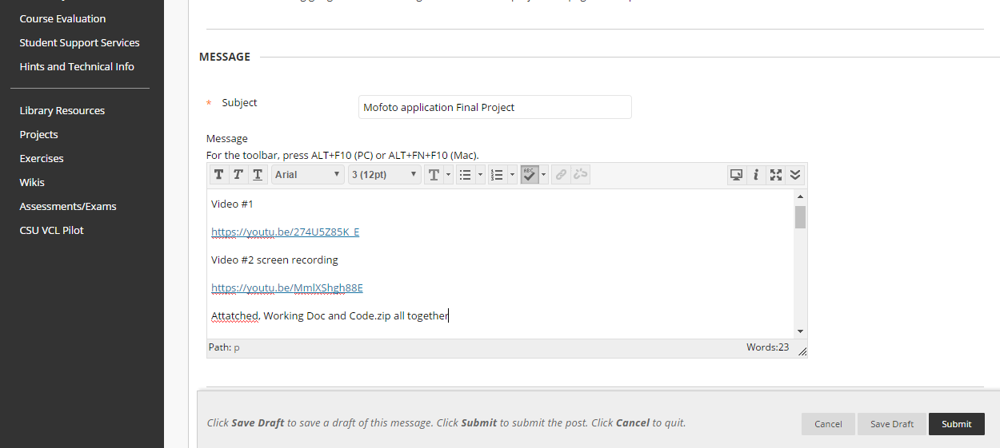 Course Evaluation
Student Support Services
Hints and Technical Info
Library Resources
Projects
Exercises
Wikis
Assessments/Exams
CSU VCL Pilot
MESSAGE
* Subject
Mofoto application Final Project
Message
For the toolbar, press ALT+F10 (PC) or ALT+FN+F10 (Mac).
T T T Arial 3 (12pt) T ABC i
Video #1
https://youtu.be/274U5Z85K_E
Video #2 screen recording
https://youtu.be/MmlXShgh88E
Attatched, Working Doc and Code.zip all together
Path: p Words:23
Click Save Draft to save a draft of this message. Click Submit to submit the post. Click Cancel to quit.
Cancel Save Draft Submit